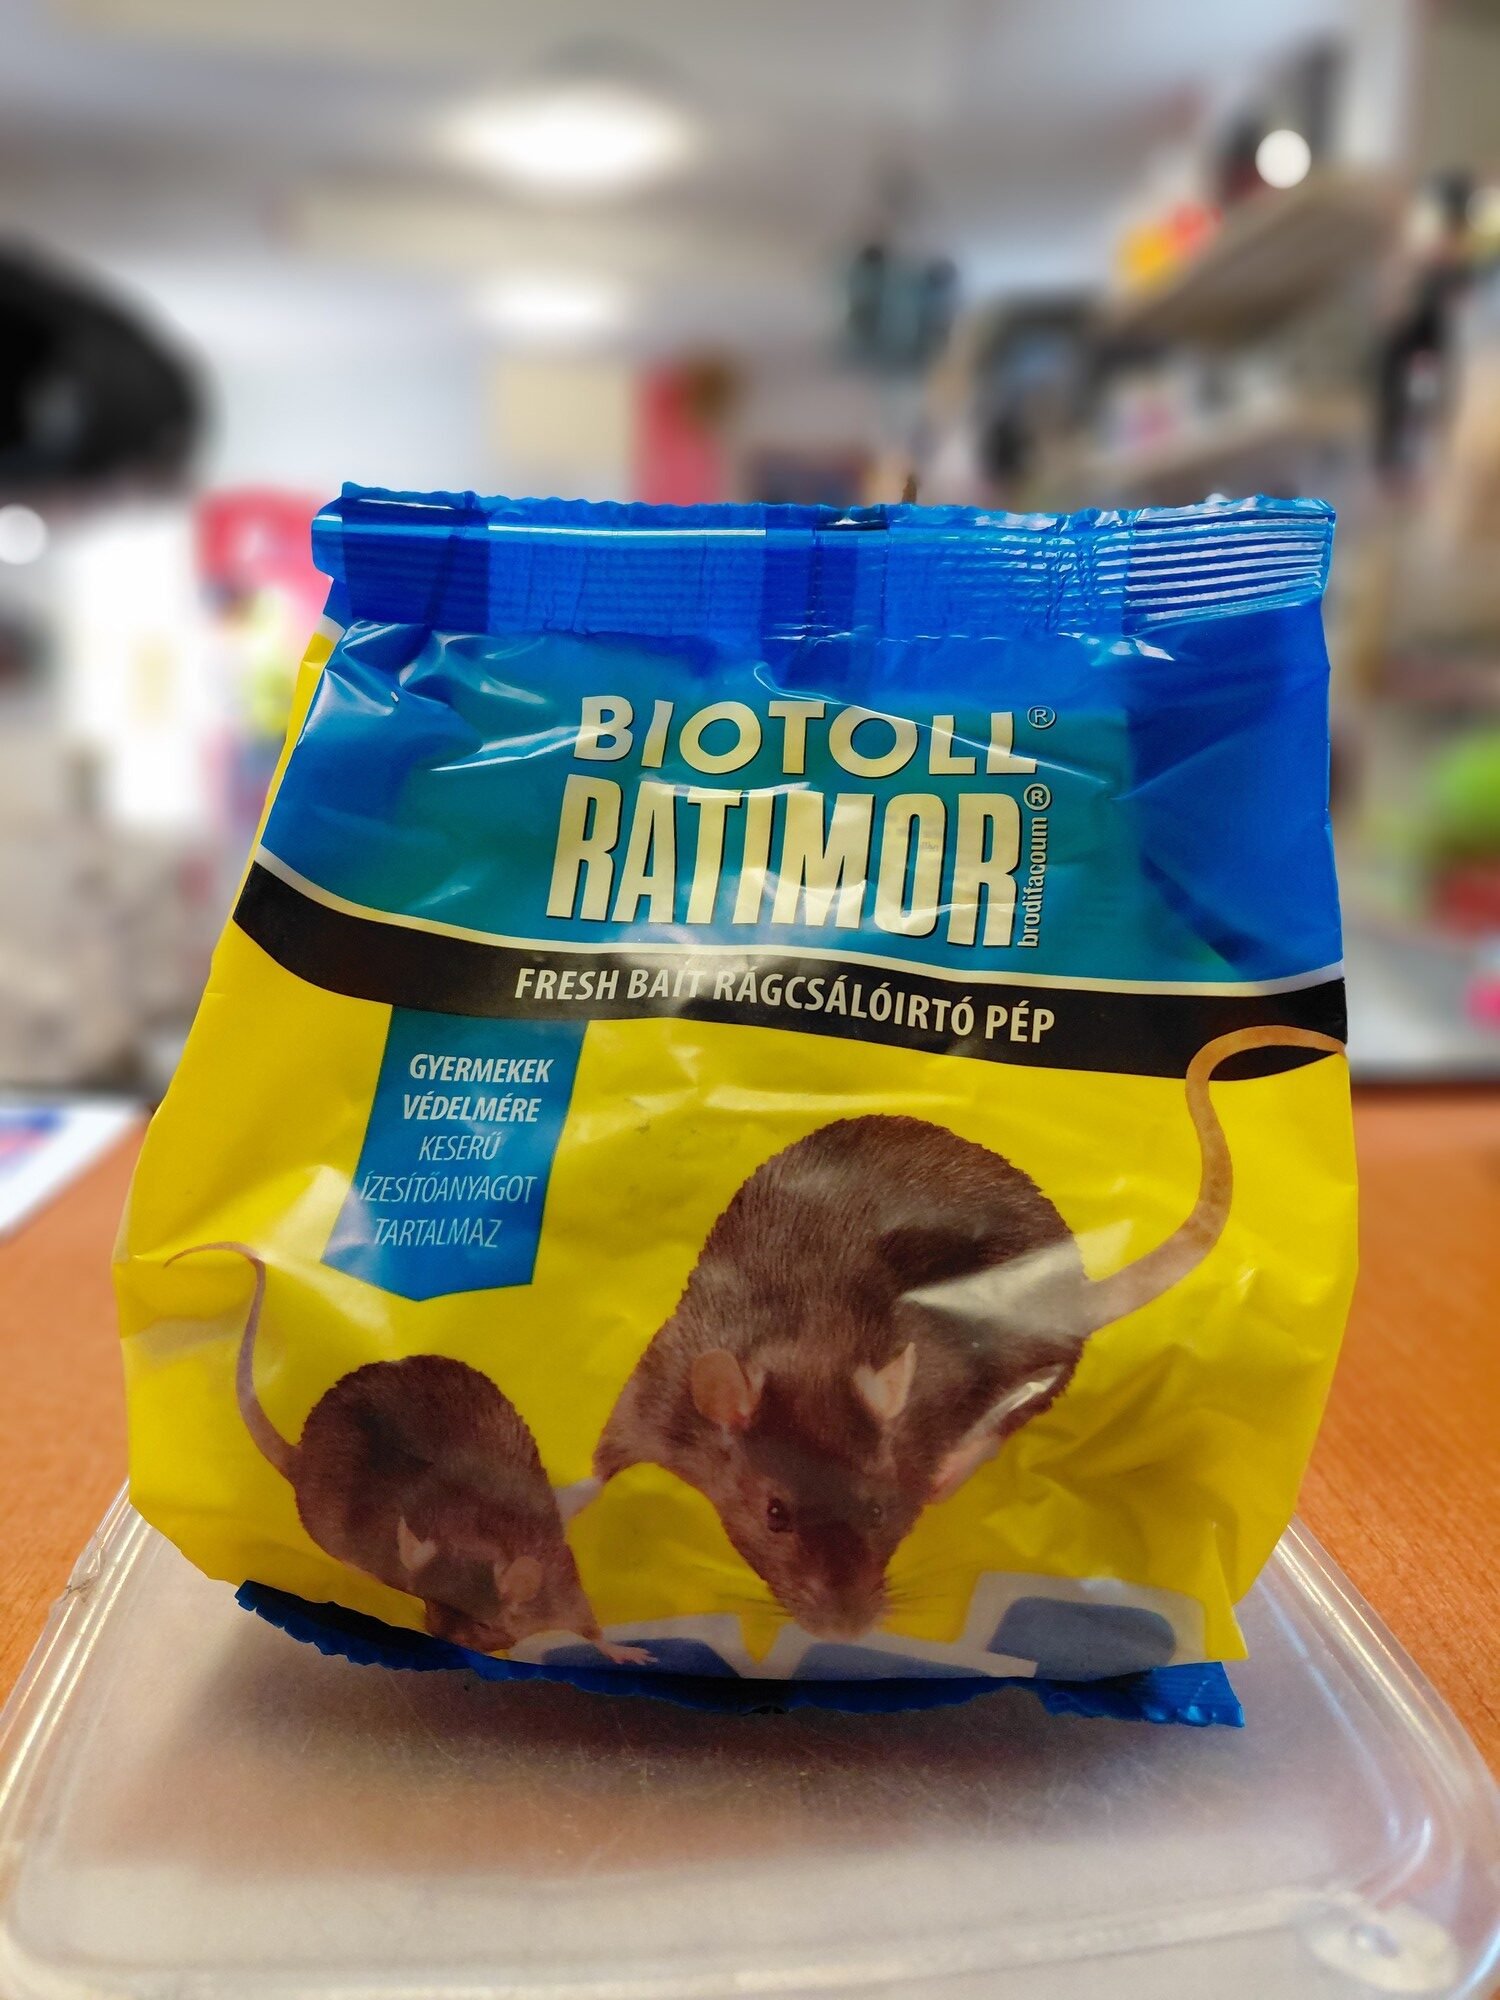 BIOTOLL®
RATIMOR®
brodifacoum
FRESH BAIT RÁGCSÁLÓIRTÓ PÉP
GYERMEKEK
VÉDELMÉRE
KESERŰ
ÍZESÍTŐANYAGOT
TARTALMAZ